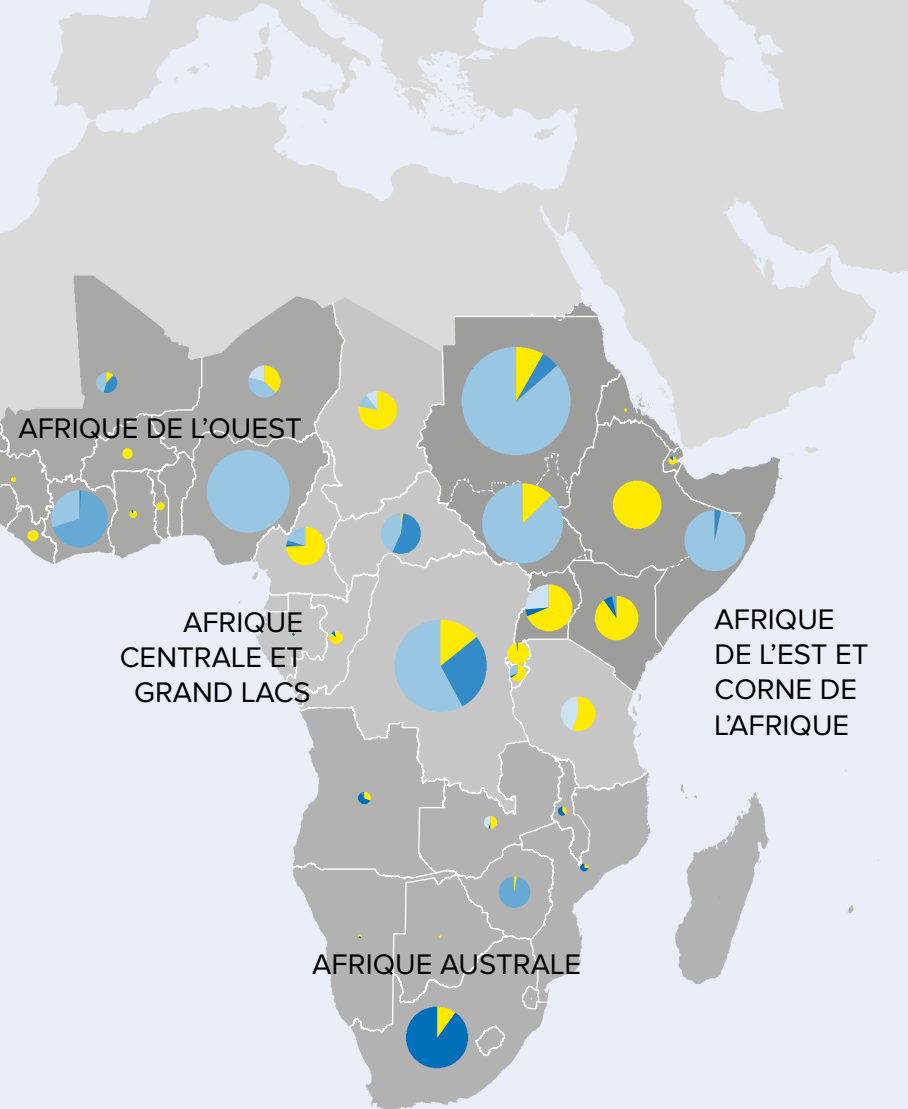 AFRIQUE DE L’OUEST
AFRIQUE
CENTRALE ET
GRAND LACS
AFRIQUE
DE L’EST ET
CORNE DE
L’AFRIQUE
AFRIQUE AUSTRALE